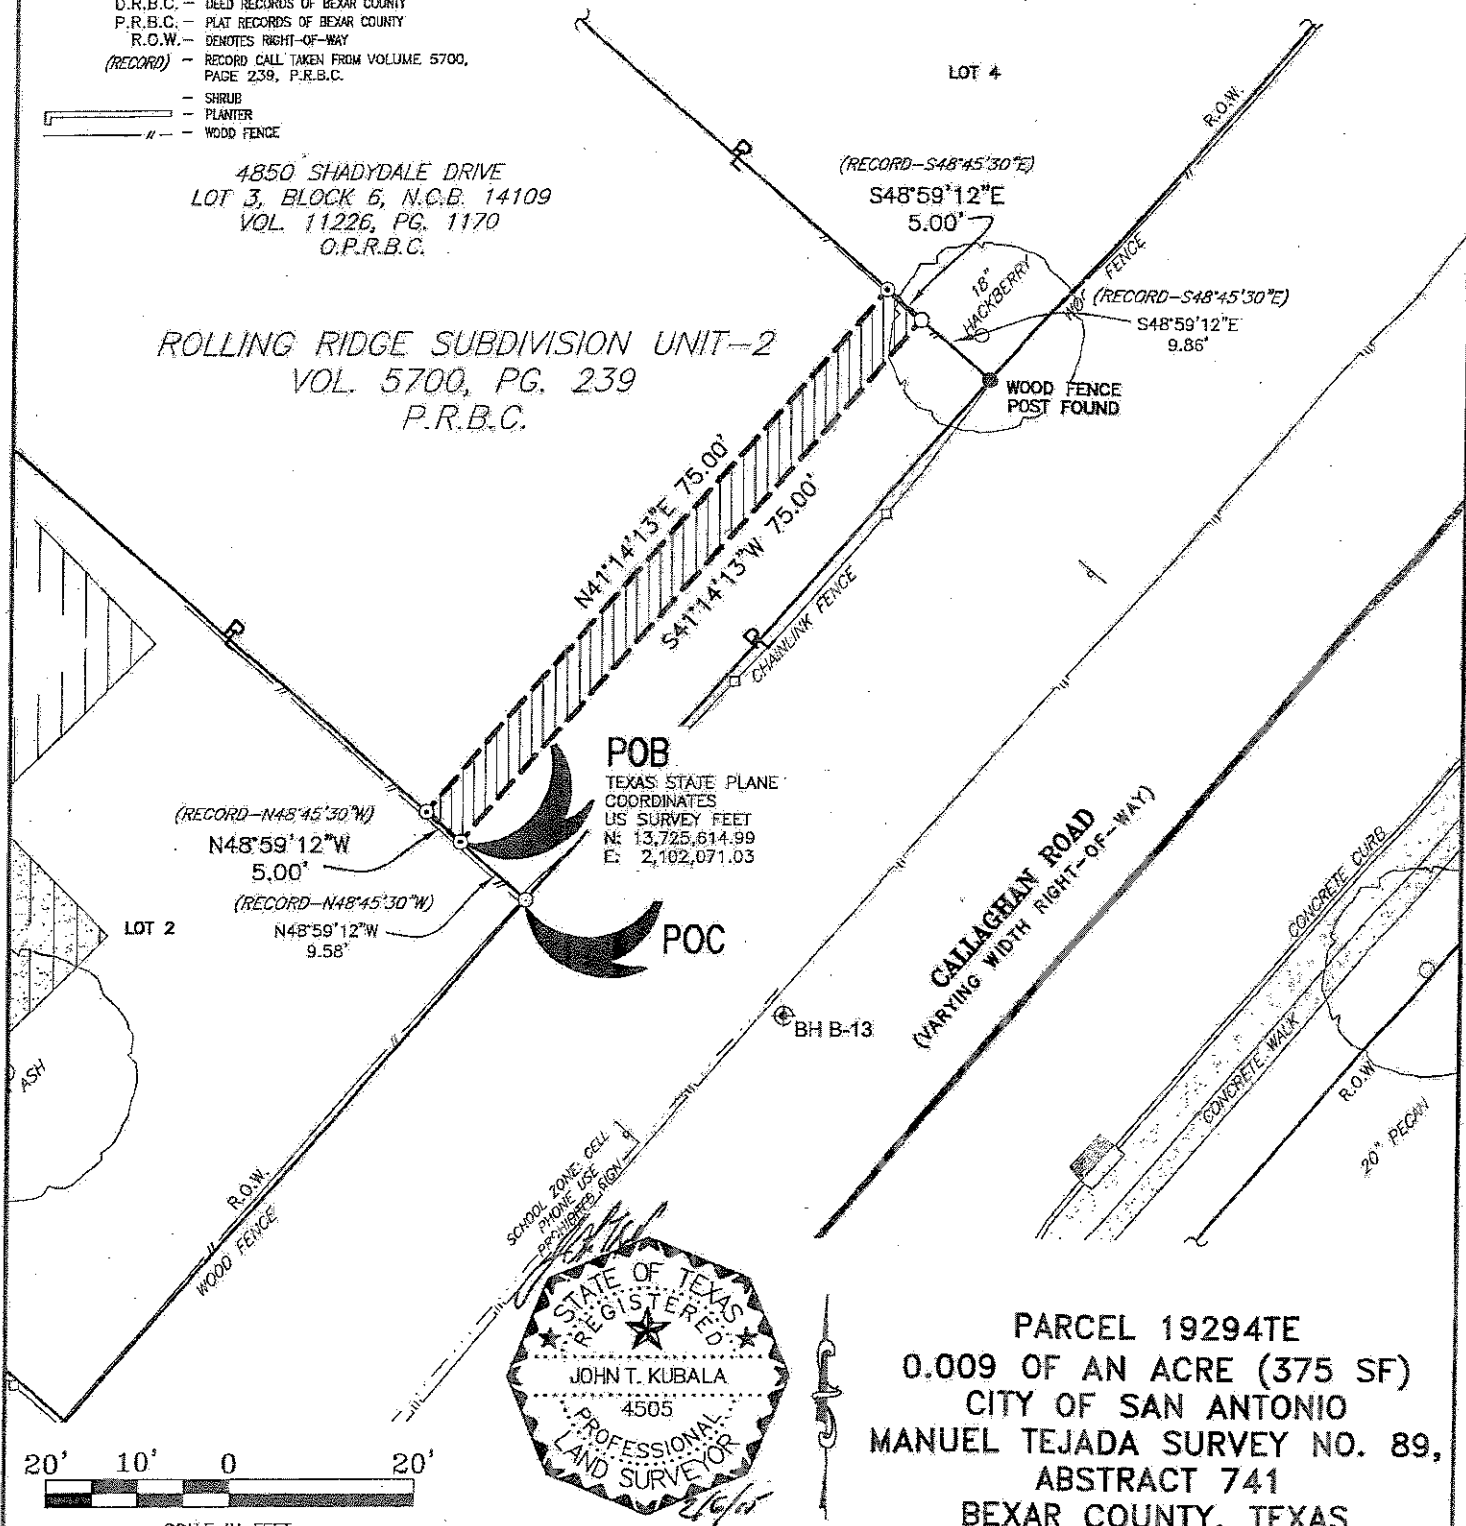 D.R.B.C. – DEED RECORDS OF BEXAR COUNTY
P.R.B.C. – PLAT RECORDS OF BEXAR COUNTY
R.O.W. – DENOTES RIGHT-OF-WAY
(RECORD) – RECORD CALL TAKEN FROM VOLUME 5700,
PAGE 239, P.R.B.C.
– SHRUB
– PLANTER
– WOOD FENCE
4850 SHADYDALE DRIVE
LOT 3, BLOCK 6, N.C.B. 14109
VOL. 11226, PG. 1170
O.P.R.B.C.
ROLLING RIDGE SUBDIVISION UNIT-2
VOL. 5700, PG. 239
P.R.B.C.
LOT 4
R.O.W.
PL
(RECORD-S48°45'30"E)
S48°59'12"E
5.00'
18"
HACKBERRY
FENCE
(RECORD-S48°45'30"E)
S48°59'12"E
9.86'
WOOD FENCE
POST FOUND
N41°14'13"E 75.00'
S41°14'13"W 75.00'
PL
CHAINLINK FENCE
PL
POB
TEXAS STATE PLANE
COORDINATES
US SURVEY FEET
N: 13,725,614.99
E: 2,102,071.03
(RECORD-N48°45'30"W)
N48°59'12"W
5.00'
(RECORD-N48°45'30"W)
N48°59'12"W
9.58'
LOT 2
POC
BH B-13
CALLAGHAN ROAD
(VARYING WIDTH RIGHT-OF-WAY)
CONCRETE CURB
CONCRETE WALK
R.O.W.
20" PECAN
ASH
R.O.W.
WOOD FENCE
SCHOOL ZONE: CELL
PHONE USE
PROHIBITED SIGN
STATE OF TEXAS
REGISTERED
JOHN T. KUBALA
4505
PROFESSIONAL
LAND SURVEYOR
20' 10' 0 20'
PARCEL 19294TE
0.009 OF AN ACRE (375 SF)
CITY OF SAN ANTONIO
MANUEL TEJADA SURVEY NO. 89,
ABSTRACT 741
BEXAR COUNTY, TEXAS